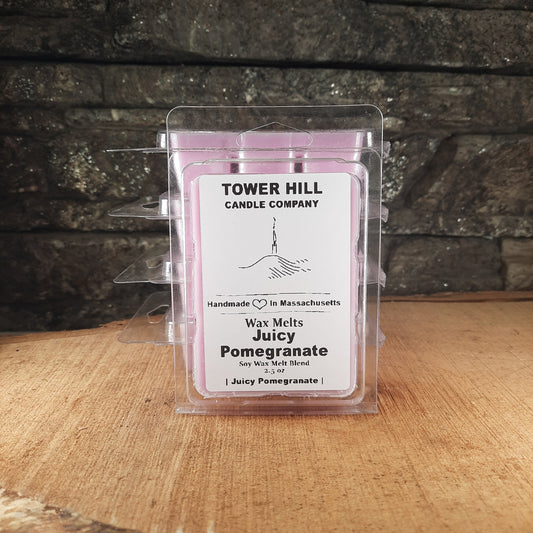 TOWER HILL
CANDLE COMPANY
Handmade In Massachusetts
Wax Melts
Juicy
Pomegranate
Soy Wax Melt Blend
2.5 oz
| Juicy Pomegranate |